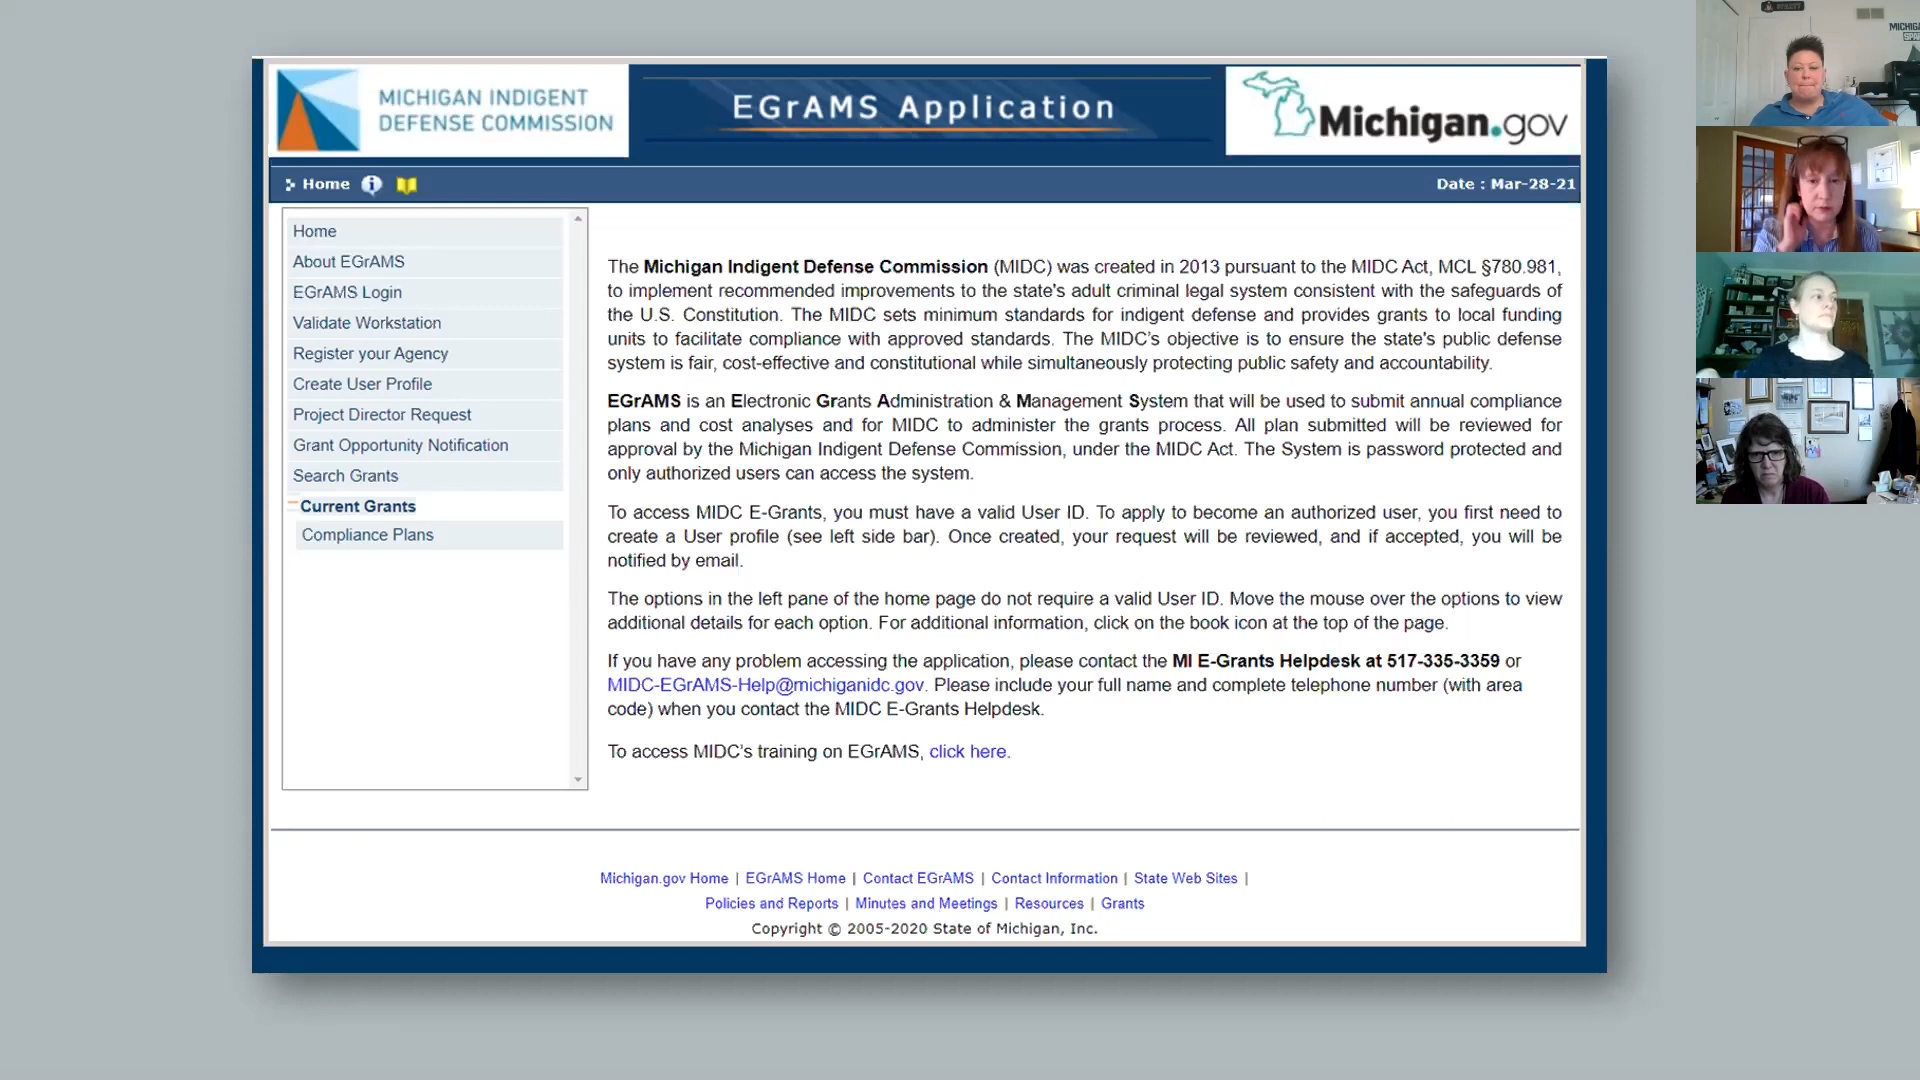 MICHIGAN INDIGENT
DEFENSE COMMISSION
EGrAMS Application
Michigan.gov
Home
Date : Mar-28-21
Home
About EGrAMS
EGrAMS Login
Validate Workstation
Register your Agency
Create User Profile
Project Director Request
Grant Opportunity Notification
Search Grants
Current Grants
Compliance Plans
The Michigan Indigent Defense Commission (MIDC) was created in 2013 pursuant to the MIDC Act, MCL §780.981,
to implement recommended improvements to the state's adult criminal legal system consistent with the safeguards of
the U.S. Constitution. The MIDC sets minimum standards for indigent defense and provides grants to local funding
units to facilitate compliance with approved standards. The MIDC's objective is to ensure the state's public defense
system is fair, cost-effective and constitutional while simultaneously protecting public safety and accountability.
EGrAMS is an Electronic Grants Administration & Management System that will be used to submit annual compliance
plans and cost analyses and for MIDC to administer the grants process. All plan submitted will be reviewed for
approval by the Michigan Indigent Defense Commission, under the MIDC Act. The System is password protected and
only authorized users can access the system.
To access MIDC E-Grants, you must have a valid User ID. To apply to become an authorized user, you first need to
create a User profile (see left side bar). Once created, your request will be reviewed, and if accepted, you will be
notified by email.
The options in the left pane of the home page do not require a valid User ID. Move the mouse over the options to view
additional details for each option. For additional information, click on the book icon at the top of the page.
If you have any problem accessing the application, please contact the MI E-Grants Helpdesk at 517-335-3359 or
MIDC-EGrAMS-Help@michiganidc.gov. Please include your full name and complete telephone number (with area
code) when you contact the MIDC E-Grants Helpdesk.
To access MIDC's training on EGrAMS, click here.
Michigan.gov Home | EGrAMS Home | Contact EGrAMS | Contact Information | State Web Sites |
Policies and Reports | Minutes and Meetings | Resources | Grants
Copyright © 2005-2020 State of Michigan, Inc.